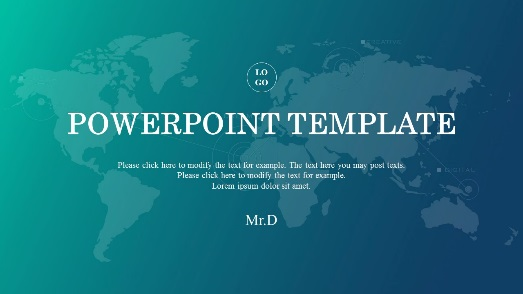 LO
GO
POWERPOINT TEMPLATE
Please click here to modify the text for example. The text here you may post texts.
Please click here to modify the text for example.
Lorem ipsum dolor sit amet.
DIGITAL
Mr.D